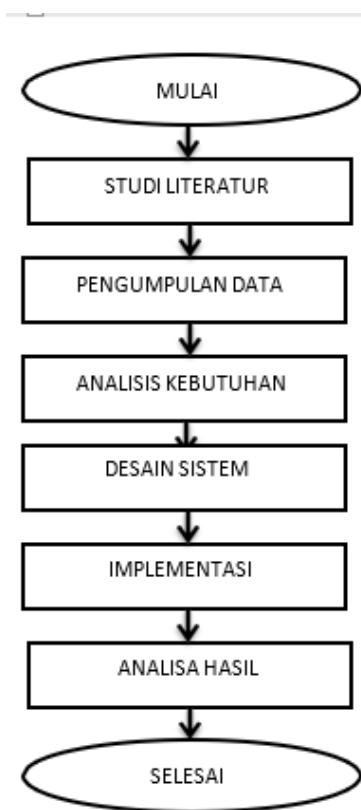 MULAI
STUDI LITERATUR
PENGUMPULAN DATA
ANALISIS KEBUTUHAN
DESAIN SISTEM
IMPLEMENTASI
ANALISA HASIL
SELESAI